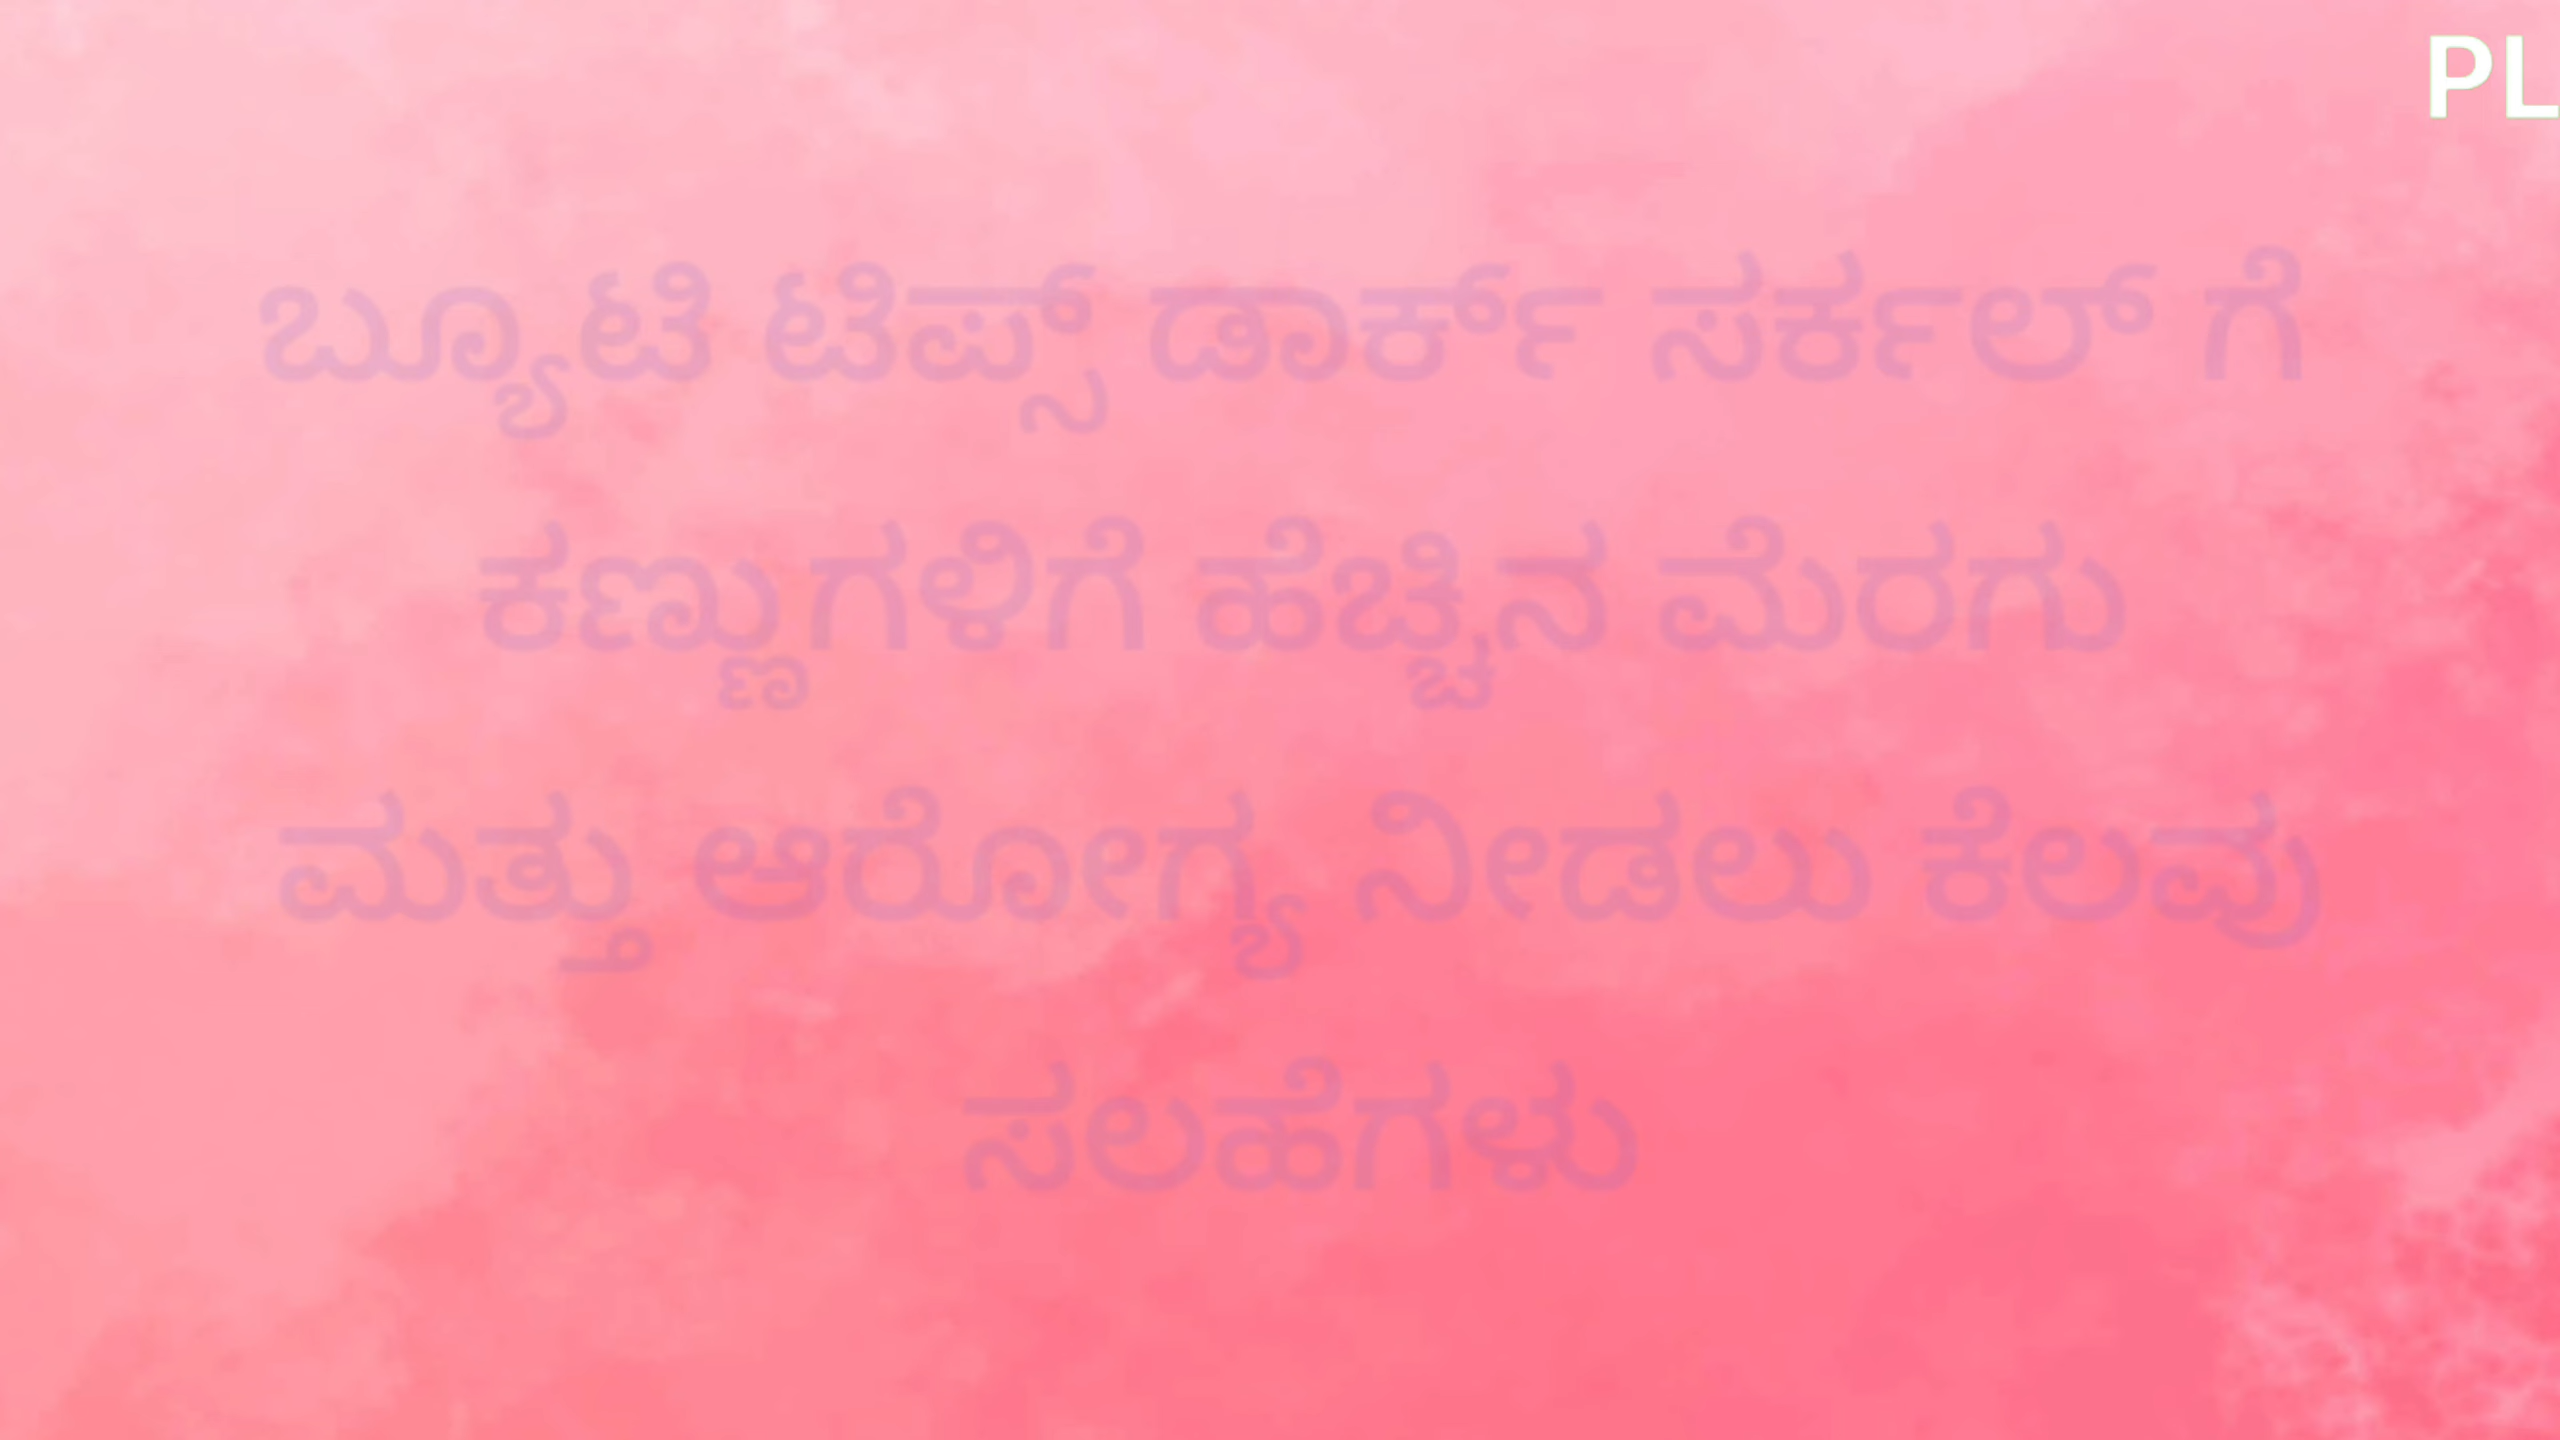 PL
ಬ್ಯೂಟಿ ಟಿಪ್ಸ್ ಡಾರ್ಕ್ ಸರ್ಕಲ್ ಗೆ
ಕಣ್ಣುಗಳಿಗೆ ಹೆಚ್ಚಿನ ಮೆರಗು
ಮತ್ತು ಆರೋಗ್ಯ ನೀಡಲು ಕೆಲವು
ಸಲಹೆಗಳು